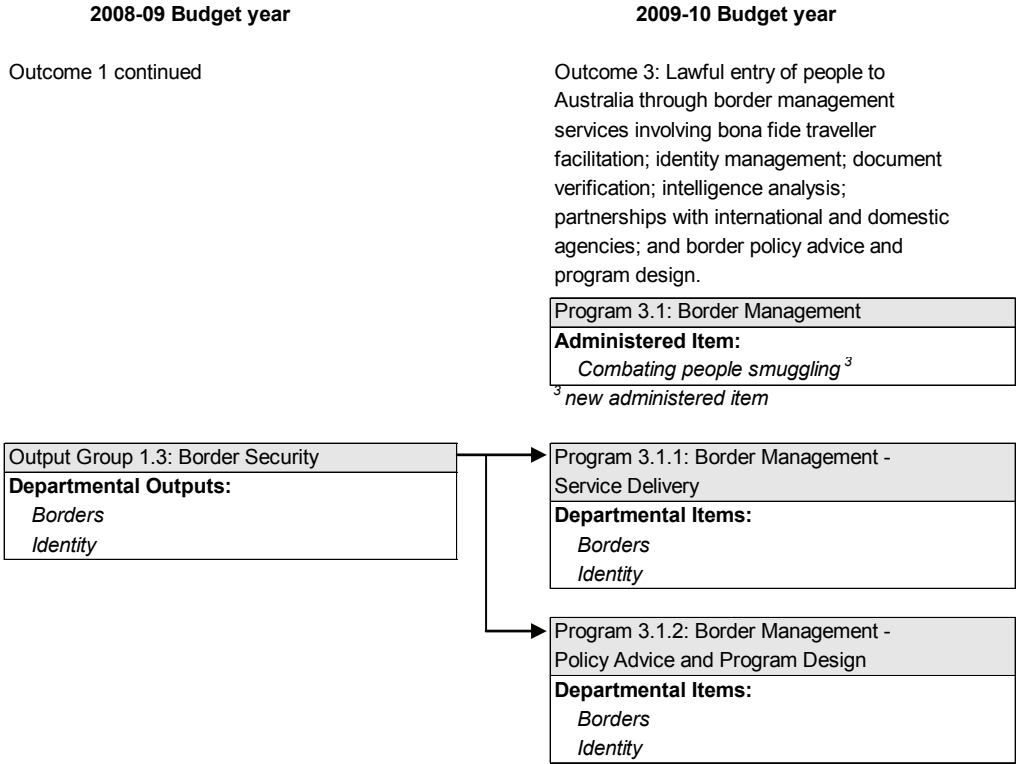 2008-09 Budget year
2009-10 Budget year
Outcome 1 continued
Outcome 3: Lawful entry of people to
Australia through border management
services involving bona fide traveller
facilitation; identity management; document
verification; intelligence analysis;
partnerships with international and domestic
agencies; and border policy advice and
program design.
Program 3.1: Border Management
Administered Item:
Combating people smuggling 3
3 new administered item
Output Group 1.3: Border Security
Departmental Outputs:
Borders
Identity
Program 3.1.1: Border Management -
Service Delivery
Departmental Items:
Borders
Identity
Program 3.1.2: Border Management -
Policy Advice and Program Design
Departmental Items:
Borders
Identity